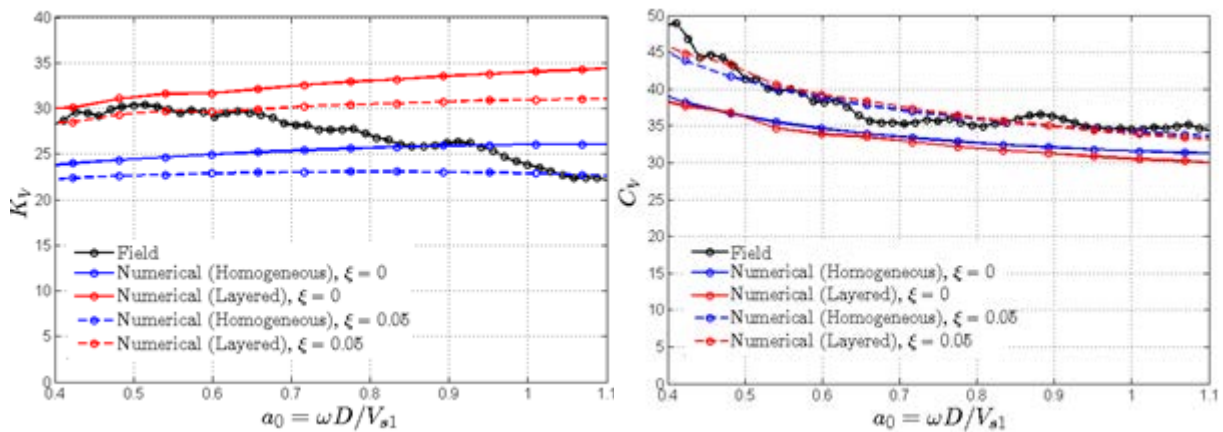 40
35
30
25
20
15
10
5
0
K_V
Field
Numerical (Homogeneous), ξ = 0
Numerical (Layered), ξ = 0
Numerical (Homogeneous), ξ = 0.05
Numerical (Layered), ξ = 0.05
0.4 0.5 0.6 0.7 0.8 0.9 1 1.1
a_0 = ωD/V_{s1}
50
45
40
35
30
25
20
15
10
5
0
C_V
Field
Numerical (Homogeneous), ξ = 0
Numerical (Layered), ξ = 0
Numerical (Homogeneous), ξ = 0.05
Numerical (Layered), ξ = 0.05
0.4 0.5 0.6 0.7 0.8 0.9 1 1.1
a_0 = ωD/V_{s1}